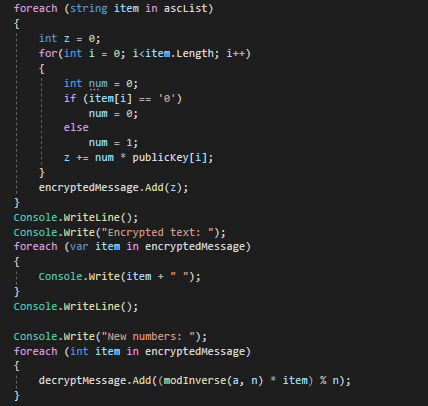 foreach (string item in ascList)
{
    int z = 0;
    for(int i = 0; i<item.Length; i++)
    {
        int num = 0;
        if (item[i] == '0')
            num = 0;
        else
            num = 1;
        z += num * publicKey[i];
    }
    encryptedMessage.Add(z);
}
Console.WriteLine();
Console.Write("Encrypted text: ");
foreach (var item in encryptedMessage)
{
    Console.Write(item + " ");
}
Console.WriteLine();

Console.Write("New numbers: ");
foreach (int item in encryptedMessage)
{
    decryptMessage.Add((modInverse(a, n) * item) % n);
}